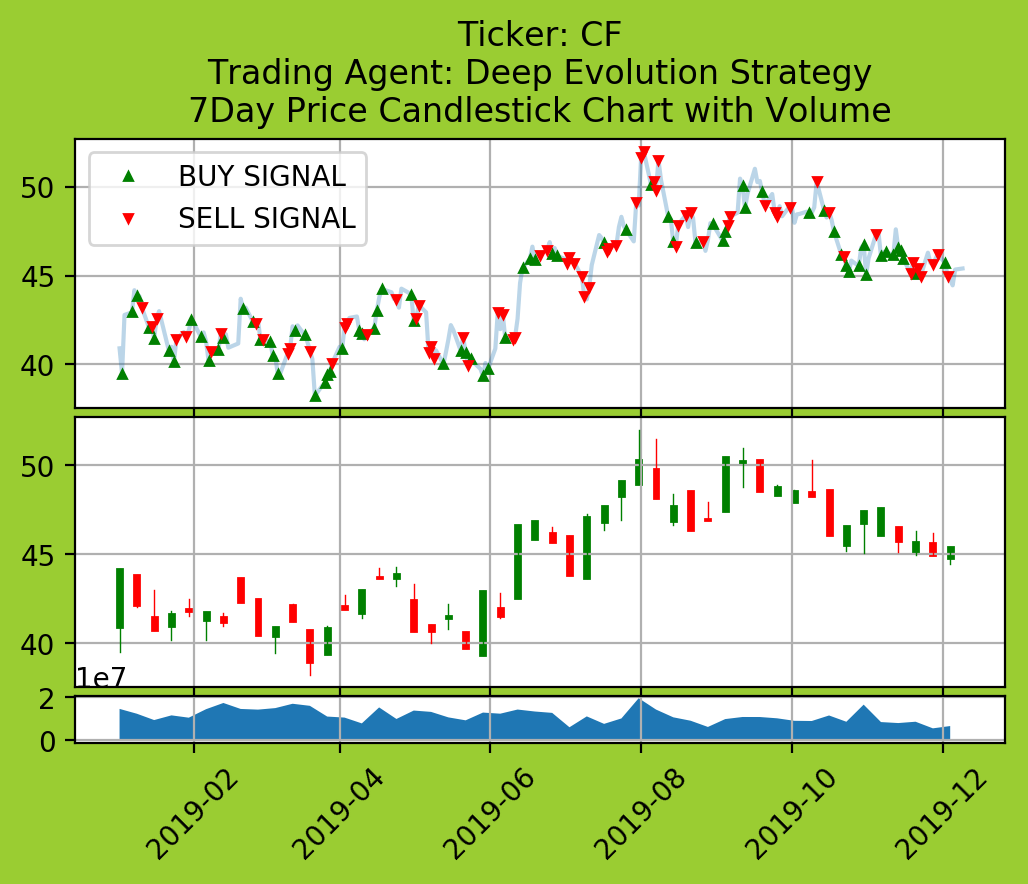 Ticker: CF
Trading Agent: Deep Evolution Strategy
7Day Price Candlestick Chart with Volume
BUY SIGNAL
SELL SIGNAL
50
45
40
50
45
40
1e7
2
0
2019-02
2019-04
2019-06
2019-08
2019-10
2019-12